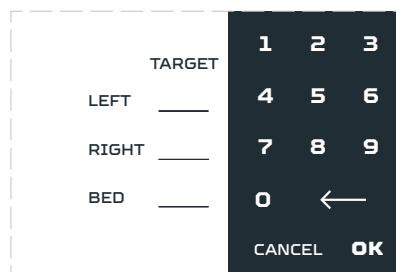 TARGET
LEFT
RIGHT
BED
1 2 3
4 5 6
7 8 9
0
CANCEL OK